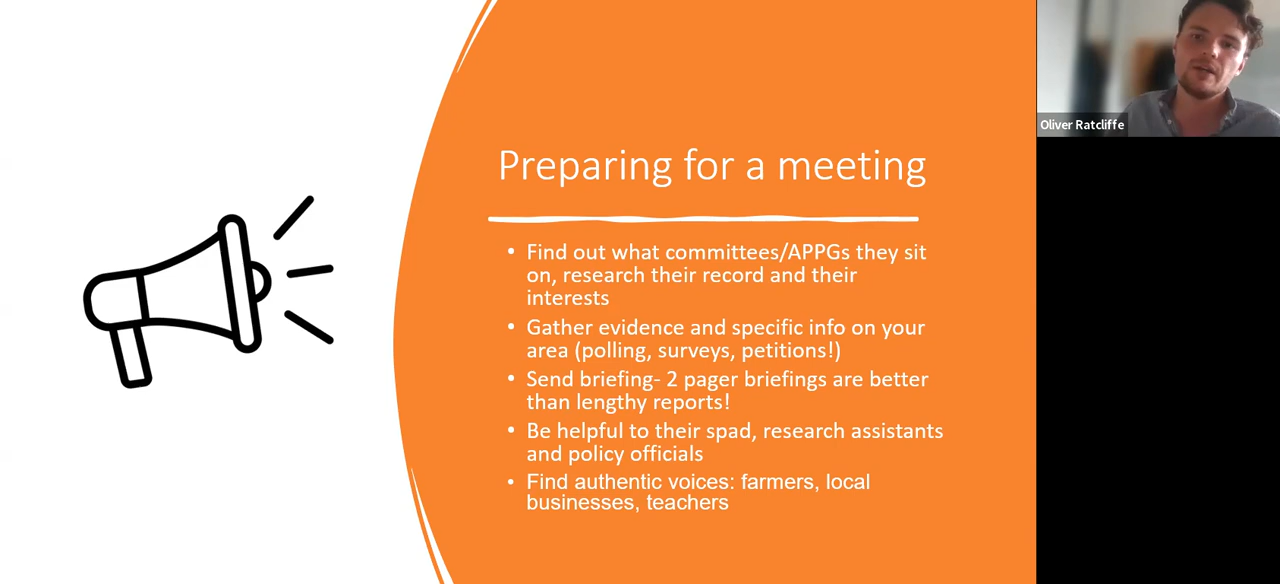 Preparing for a meeting
• Find out what committees/APPGs they sit
on, research their record and their
interests
• Gather evidence and specific info on your
area (polling, surveys, petitions!)
• Send briefing- 2 pager briefings are better
than lengthy reports!
• Be helpful to their spad, research assistants
and policy officials
• Find authentic voices: farmers, local
businesses, teachers
Oliver Ratcliffe